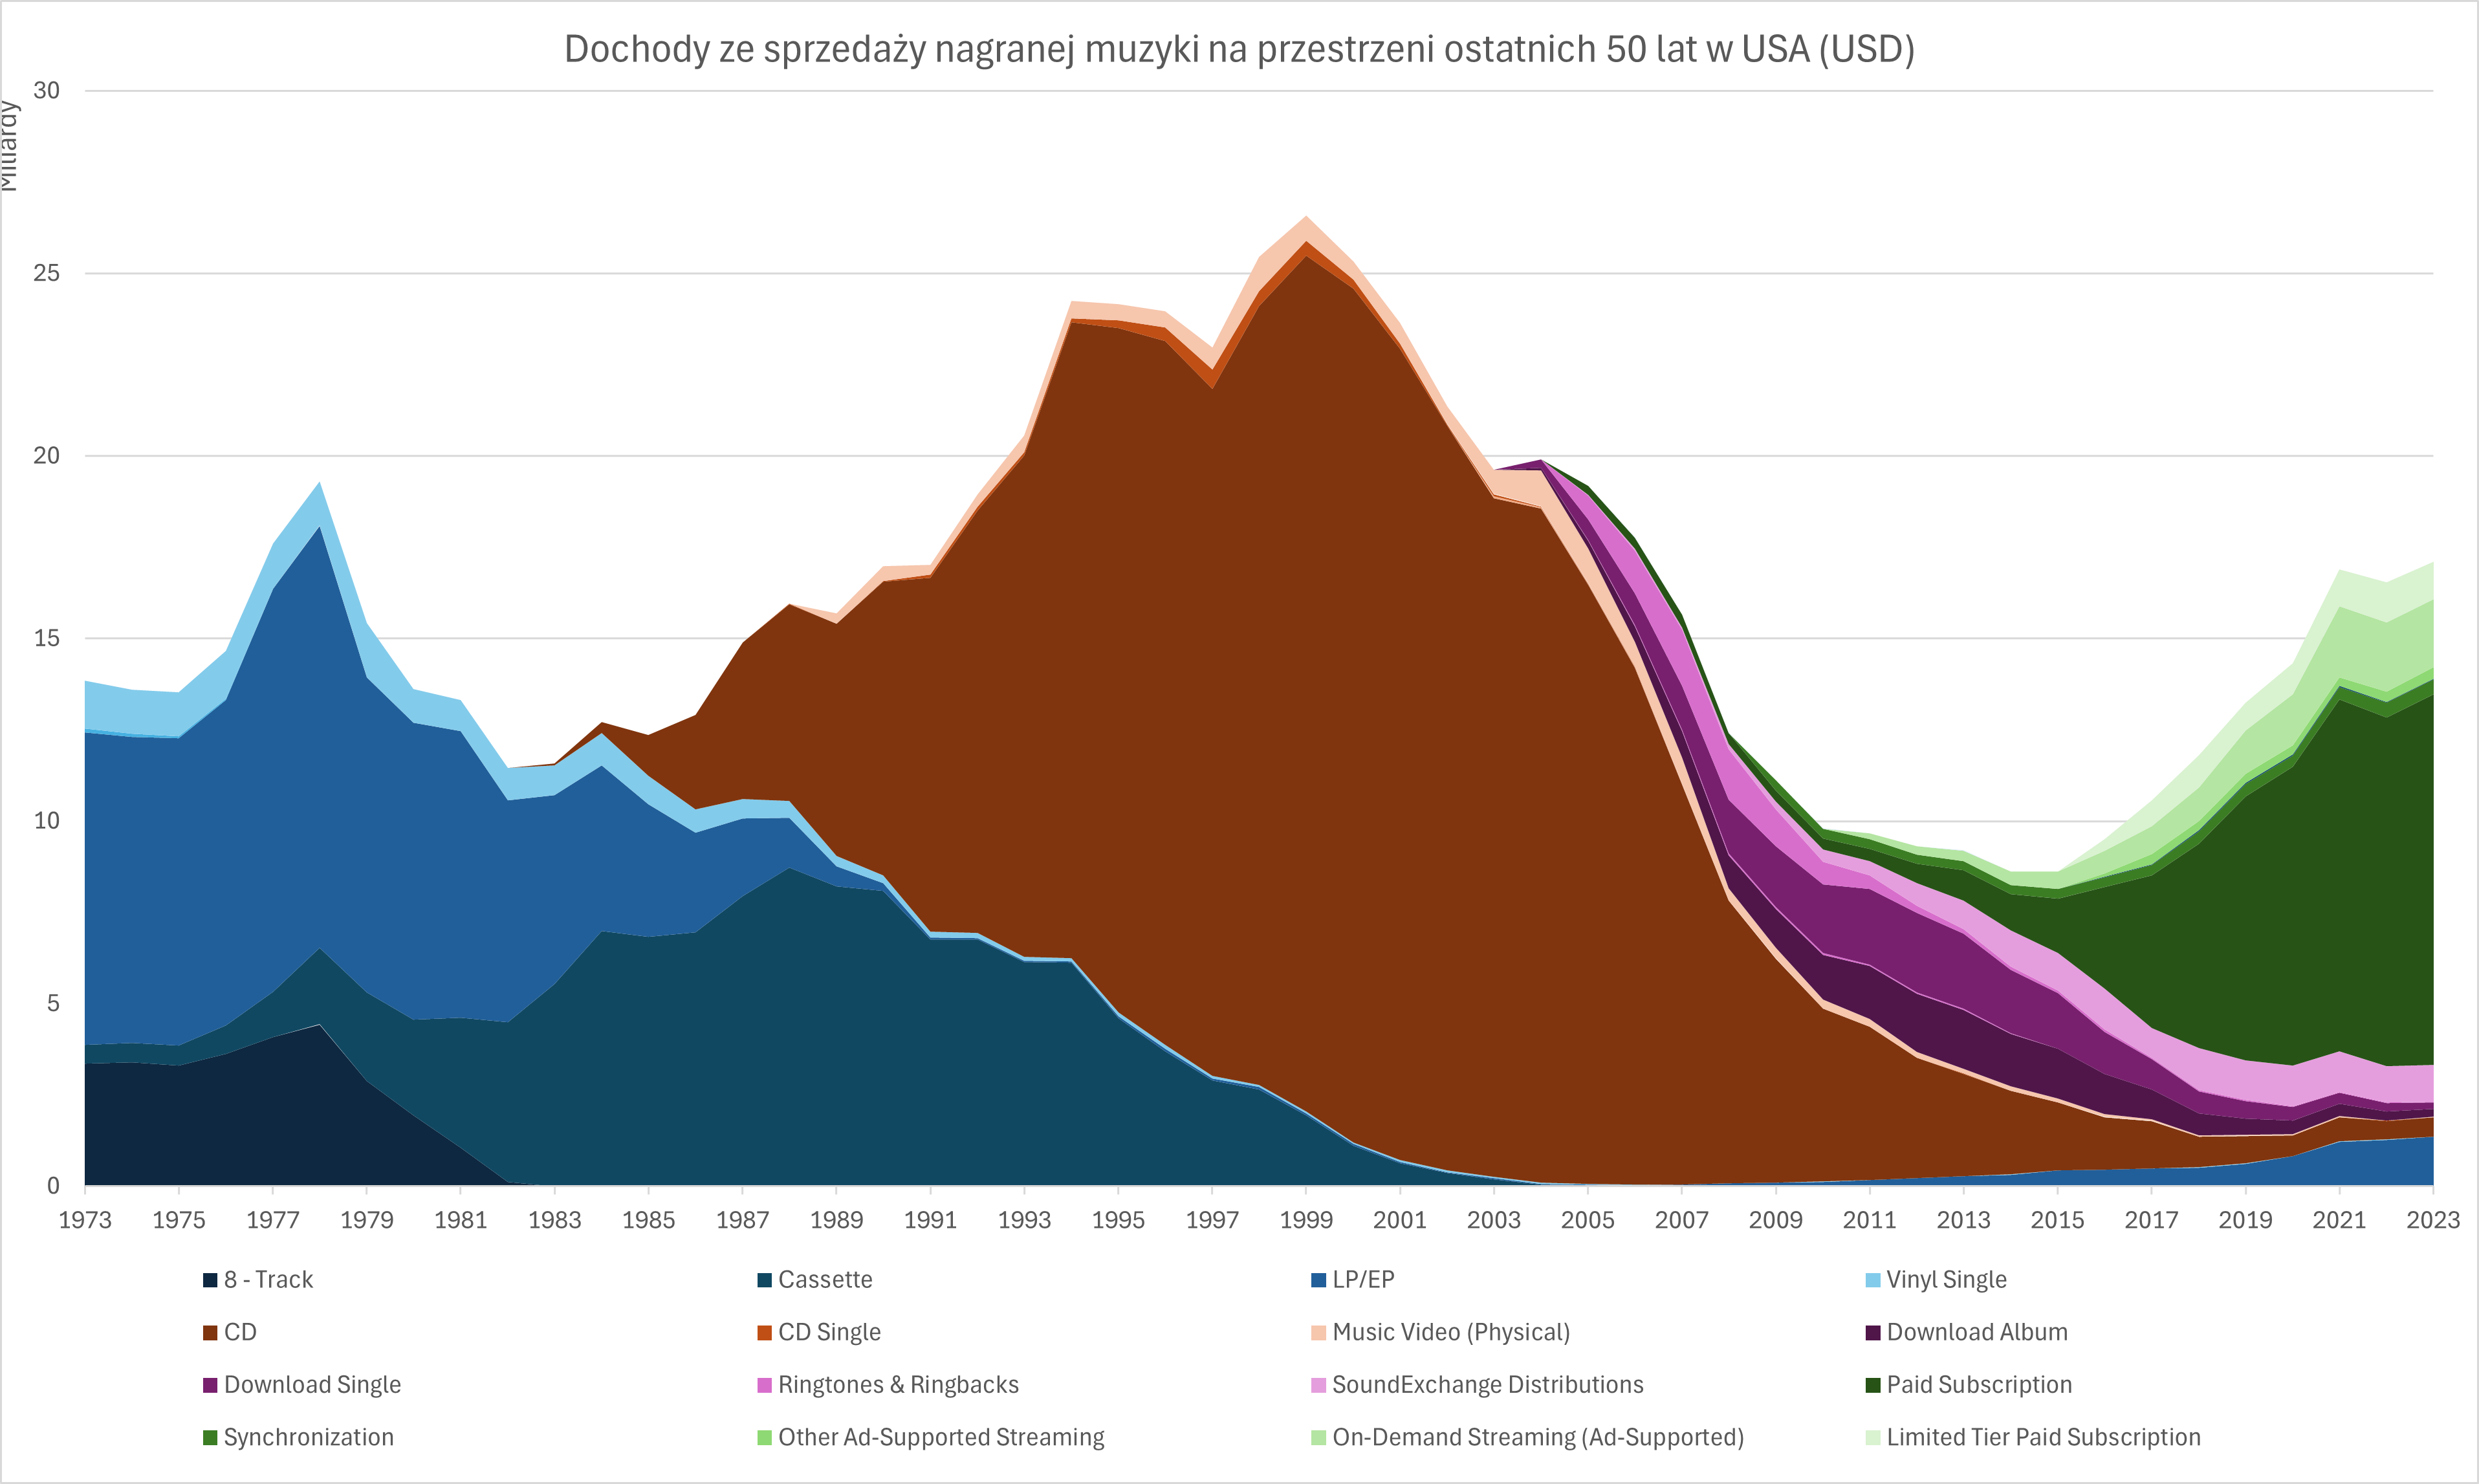 Dochody ze sprzedaży nagranej muzyki na przestrzeni ostatnich 50 lat w USA (USD)
Miliardy
30
25
20
15
10
5
0
1973 1975 1977 1979 1981 1983 1985 1987 1989 1991 1993 1995 1997 1999 2001 2003 2005 2007 2009 2011 2013 2015 2017 2019 2021 2023
8 - Track Cassette LP/EP Vinyl Single
CD CD Single Music Video (Physical) Download Album
Download Single Ringtones & Ringbacks SoundExchange Distributions Paid Subscription
Synchronization Other Ad-Supported Streaming On-Demand Streaming (Ad-Supported) Limited Tier Paid Subscription